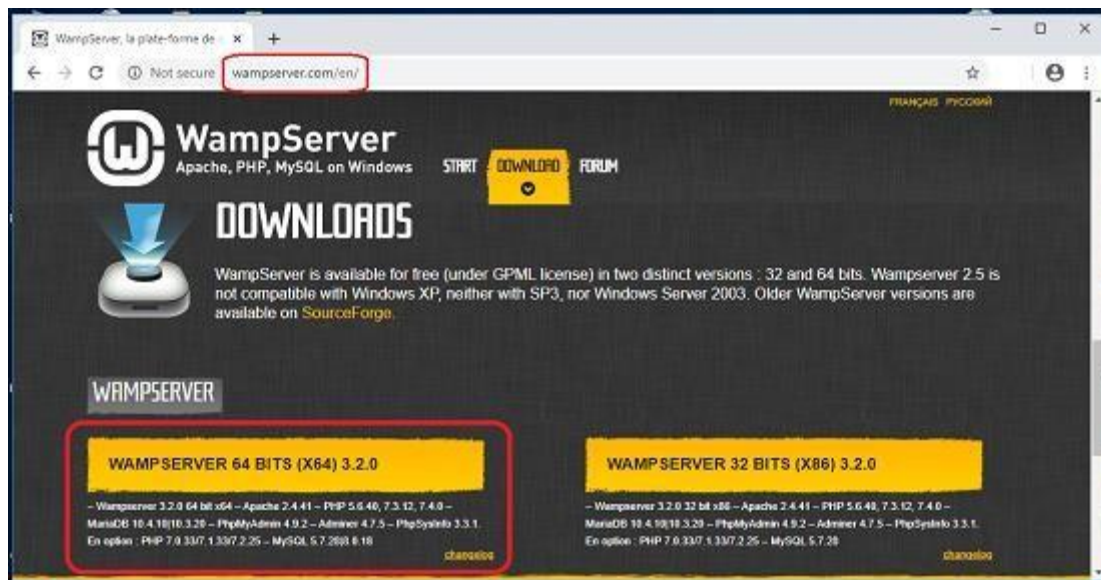 WampServer, la plate-forme de
Not secure
wampserver.com/en/
FRANÇAIS РУССКИЙ
WampServer
Apache, PHP, MySQL on Windows
START
DOWNLOAD
FORUM
DOWNLOADS
WampServer is available for free (under GPML license) in two distinct versions : 32 and 64 bits. Wampserver 2.5 is
not compatible with Windows XP, neither with SP3, nor Windows Server 2003. Older WampServer versions are
available on SourceForge.
WAMPSERVER
WAMPSERVER 64 BITS (X64) 3.2.0
– Wampserver 3.2.0 64 bit x64 – Apache 2.4.41 – PHP 5.6.40, 7.3.12, 7.4.0 –
MariaDB 10.4.10|10.3.20 – PhpMyAdmin 4.9.2 – Adminer 4.7.5 – PhpSysInfo 3.3.1.
En option : PHP 7.0.33/7.1.33/7.2.25 – MySQL 5.7.28|8.0.18
changelog
WAMPSERVER 32 BITS (X86) 3.2.0
– Wampserver 3.2.0 32 bit x86 – Apache 2.4.41 – PHP 5.6.40, 7.3.12, 7.4.0 –
MariaDB 10.4.10|10.3.20 – PhpMyAdmin 4.9.2 – Adminer 4.7.5 – PhpSysInfo 3.3.1.
En option : PHP 7.0.33/7.1.33/7.2.25 – MySQL 5.7.28
changelog